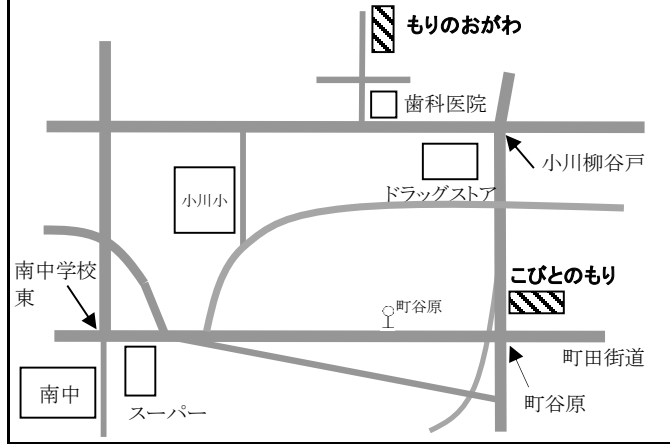 もりのおがわ
歯科医院
小川柳谷戸
ドラッグストア
小川小
南中学校
東
こびとのもり
町谷原
町田街道
南中
スーパー
町谷原